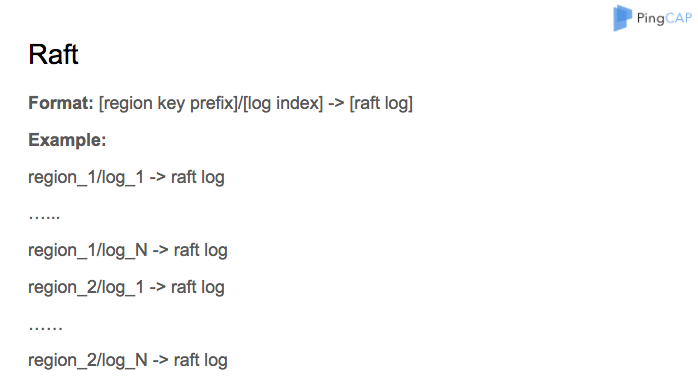 PingCAP
Raft
Format: [region key prefix]/[log index] -> [raft log]
Example:
region_1/log_1 -> raft log
…...
region_1/log_N -> raft log
region_2/log_1 -> raft log
……
region_2/log_N -> raft log